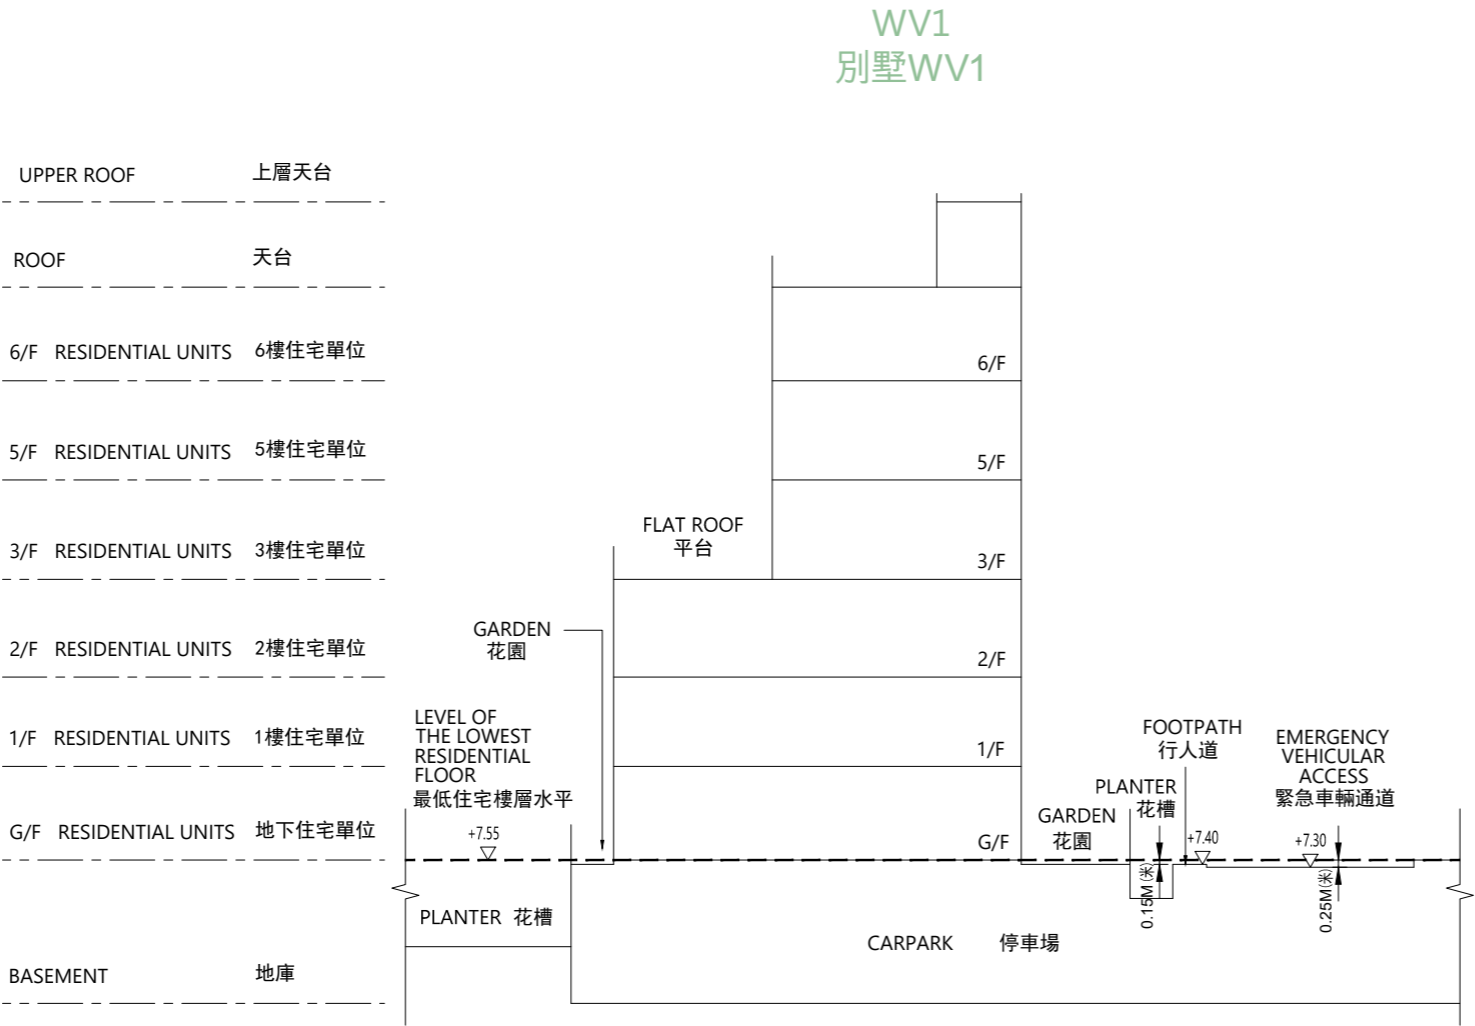 WV1
別墅WV1
UPPER ROOF 上層天台
ROOF 天台
6/F RESIDENTIAL UNITS 6樓住宅單位
5/F RESIDENTIAL UNITS 5樓住宅單位
3/F RESIDENTIAL UNITS 3樓住宅單位
2/F RESIDENTIAL UNITS 2樓住宅單位
1/F RESIDENTIAL UNITS 1樓住宅單位
G/F RESIDENTIAL UNITS 地下住宅單位
BASEMENT 地庫
6/F
5/F
FLAT ROOF
平台
3/F
GARDEN
花園
2/F
LEVEL OF
THE LOWEST
RESIDENTIAL
FLOOR
最低住宅樓層水平
+7.55
1/F
G/F
GARDEN
花園
PLANTER
花槽
FOOTPATH
行人道
+7.40
EMERGENCY
VEHICULAR
ACCESS
緊急車輛通道
+7.30
0.15M(米)
0.25M(米)
PLANTER 花槽
CARPARK 停車場